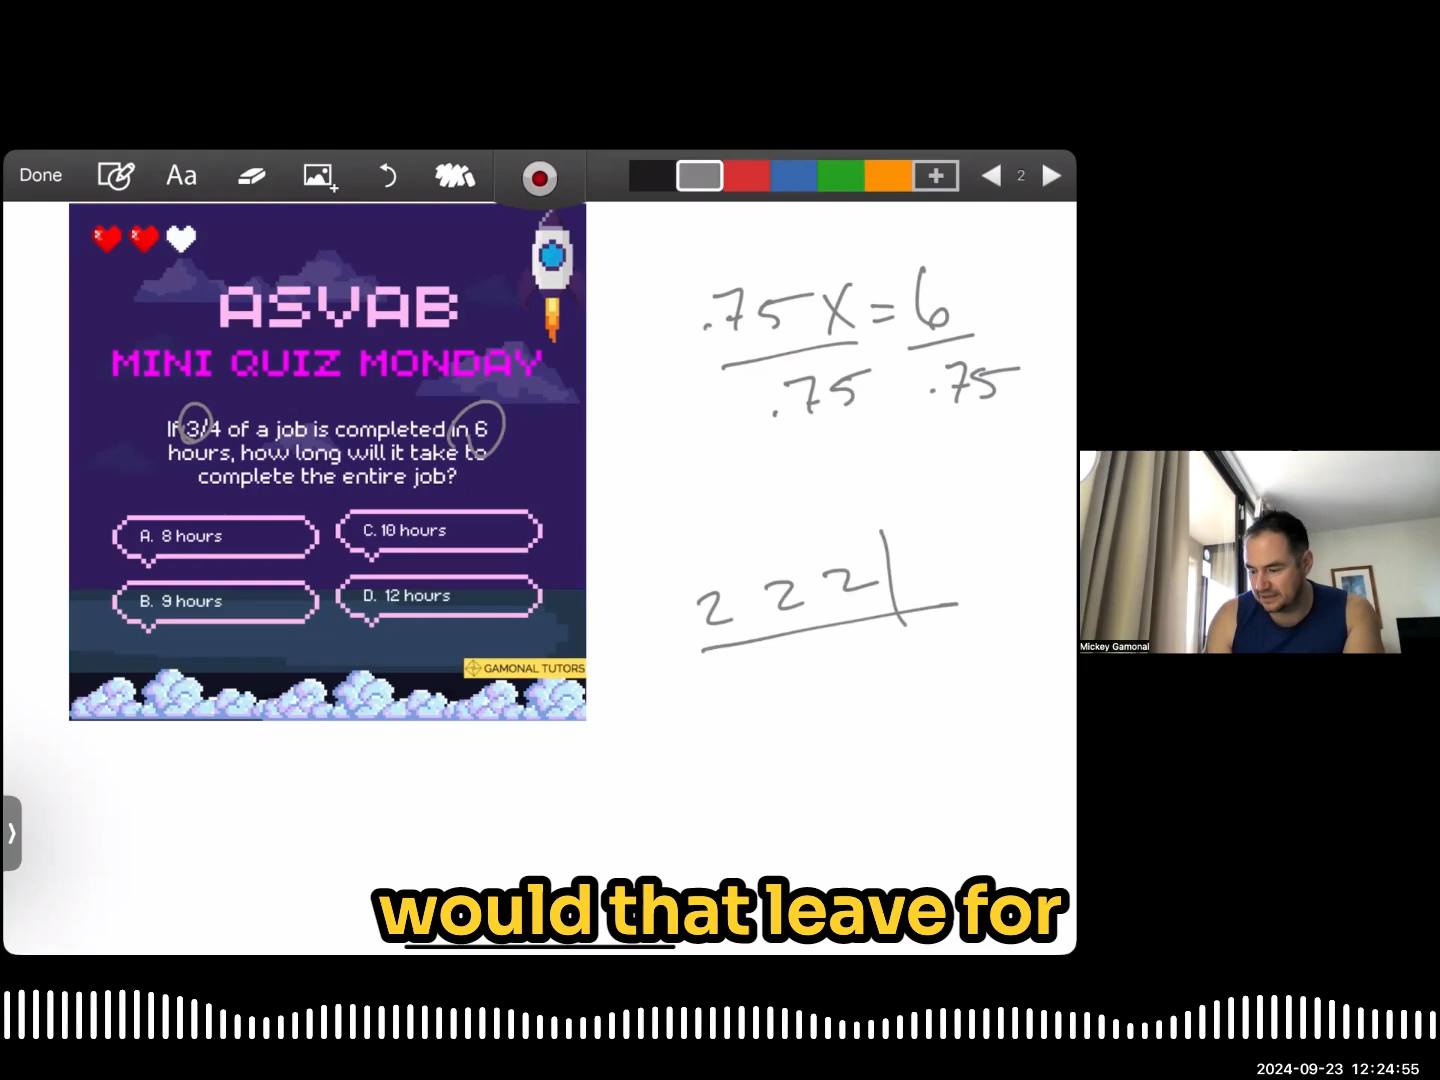 Done
Aa
2
ASVAB
MINI QUIZ MONDAY
If 3/4 of a job is completed in 6
hours, how long will it take to
complete the entire job?
A. 8 hours
C. 10 hours
B. 9 hours
D. 12 hours
GAMONAL TUTORS
.75X = 6
.75 .75
2 2 2
Mickey Gamonal
would that leave for
2024-09-23 12:24:55